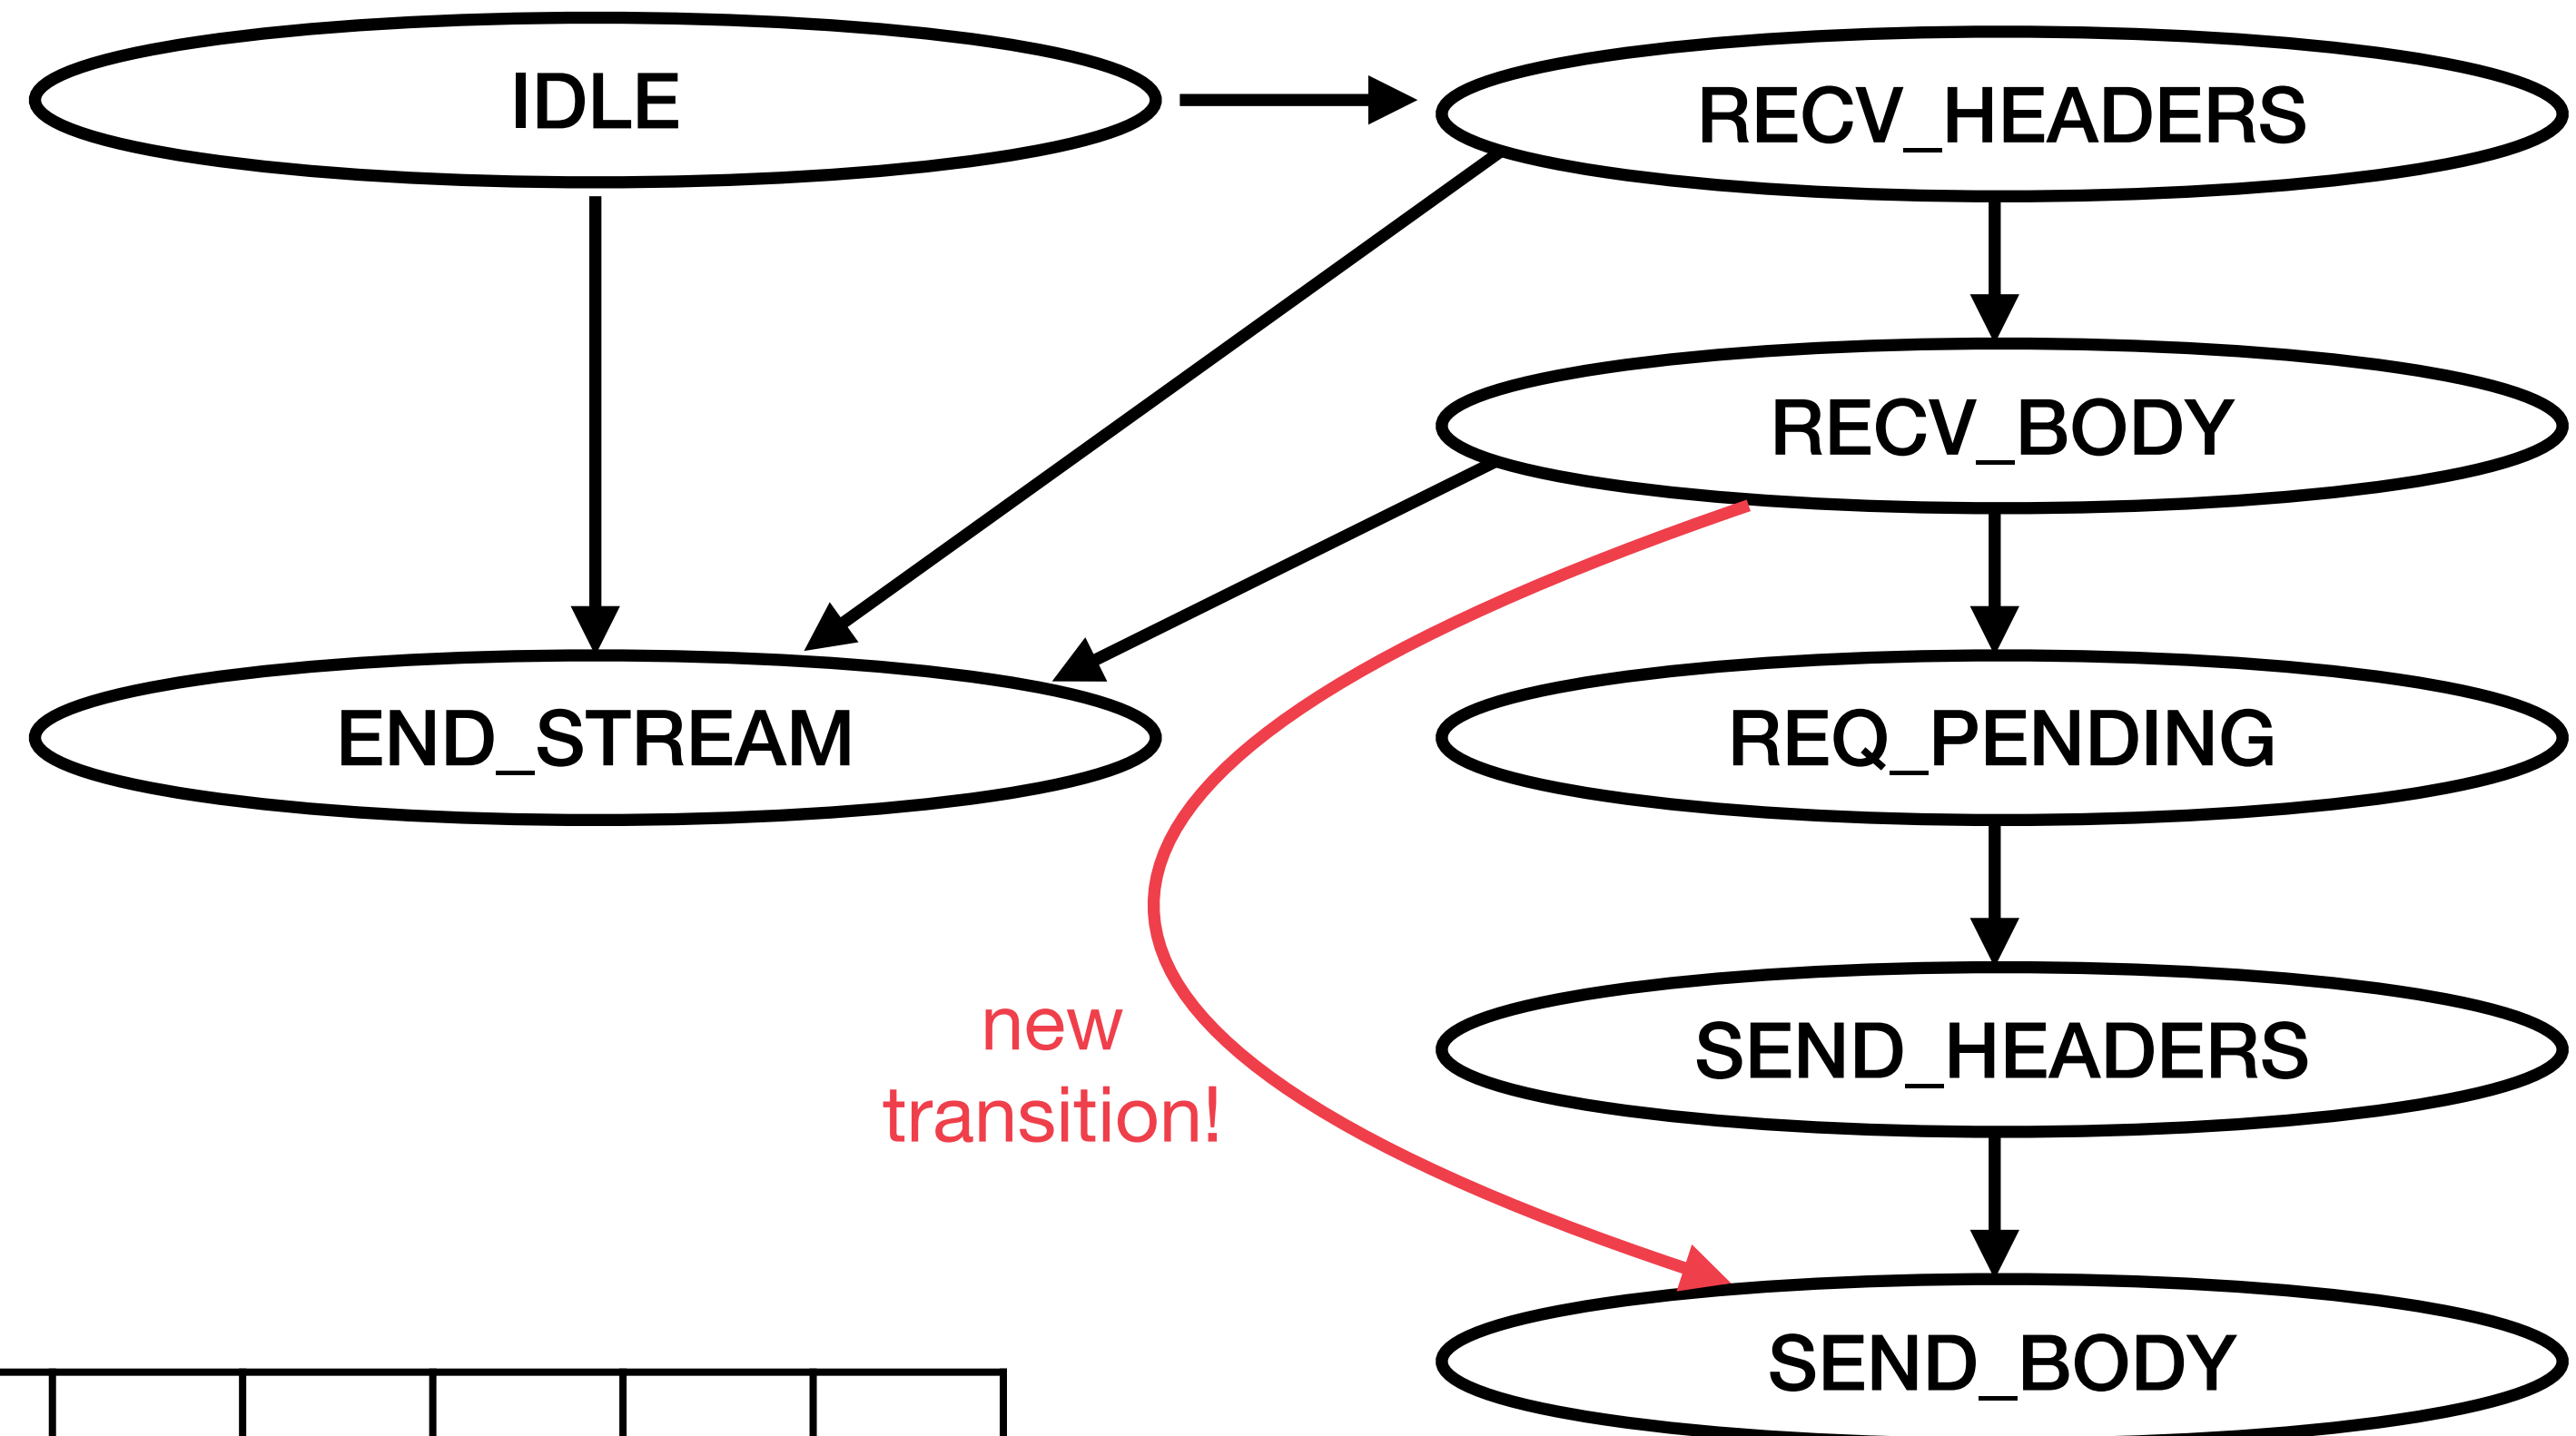 IDLE
RECV_HEADERS
RECV_BODY
END_STREAM
REQ_PENDING
new
transition!
SEND_HEADERS
SEND_BODY